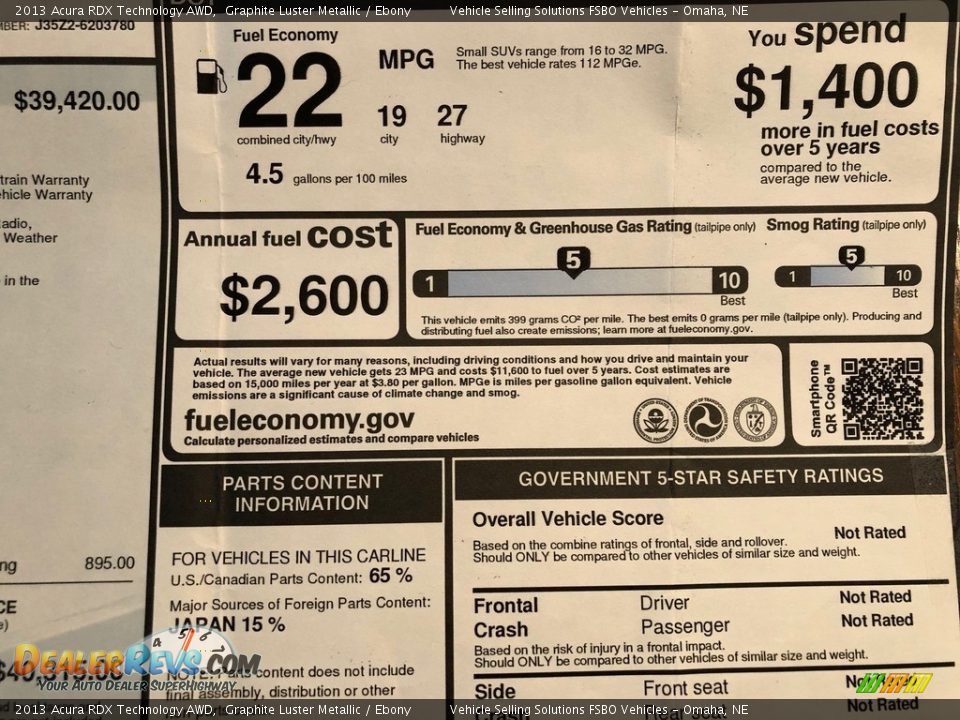 2013 Acura RDX Technology AWD, Graphite Luster Metallic / Ebony Vehicle Selling Solutions FSBO Vehicles - Omaha, NE
J35Z2-6203780
$39,420.00
train Warranty
ehicle Warranty
adio,
Weather
in the
895.00
Fuel Economy
22
combined city/hwy
MPG
19
city
27
highway
Small SUVs range from 16 to 32 MPG.
The best vehicle rates 112 MPGe.
4.5 gallons per 100 miles
You spend
$1,400
more in fuel costs
over 5 years
compared to the
average new vehicle.
Annual fuel cost
$2,600
Fuel Economy & Greenhouse Gas Rating (tailpipe only)
1
5
10
Best
Smog Rating (tailpipe only)
1
5
10
Best
This vehicle emits 399 grams CO² per mile. The best emits 0 grams per mile (tailpipe only). Producing and
distributing fuel also create emissions; learn more at fueleconomy.gov.
Actual results will vary for many reasons, including driving conditions and how you drive and maintain your
vehicle. The average new vehicle gets 23 MPG and costs $11,600 to fuel over 5 years. Cost estimates are
based on 15,000 miles per year at $3.80 per gallon. MPGe is miles per gasoline gallon equivalent. Vehicle
emissions are a significant cause of climate change and smog.
fueleconomy.gov
Calculate personalized estimates and compare vehicles
Smartphone
QR Code™
PARTS CONTENT
INFORMATION
FOR VEHICLES IN THIS CARLINE
U.S./Canadian Parts Content: 65 %
Major Sources of Foreign Parts Content:
JAPAN 15 %
NOTE: Parts content does not include
final assembly, distribution or other
GOVERNMENT 5-STAR SAFETY RATINGS
Overall Vehicle Score
Not Rated
Based on the combine ratings of frontal, side and rollover.
Should ONLY be compared to other vehicles of similar size and weight.
Frontal Driver Not Rated
Crash Passenger Not Rated
Based on the risk of injury in a frontal impact.
Should ONLY be compared to other vehicles of similar size and weight.
Side Front seat Not Rated
Crash Rear seat Not Rated
4 5 6 7
DEALERREVS.COM
YOUR AUTO DEALER SUPERHIGHWAY
2013 Acura RDX Technology AWD, Graphite Luster Metallic / Ebony Vehicle Selling Solutions FSBO Vehicles - Omaha, NE